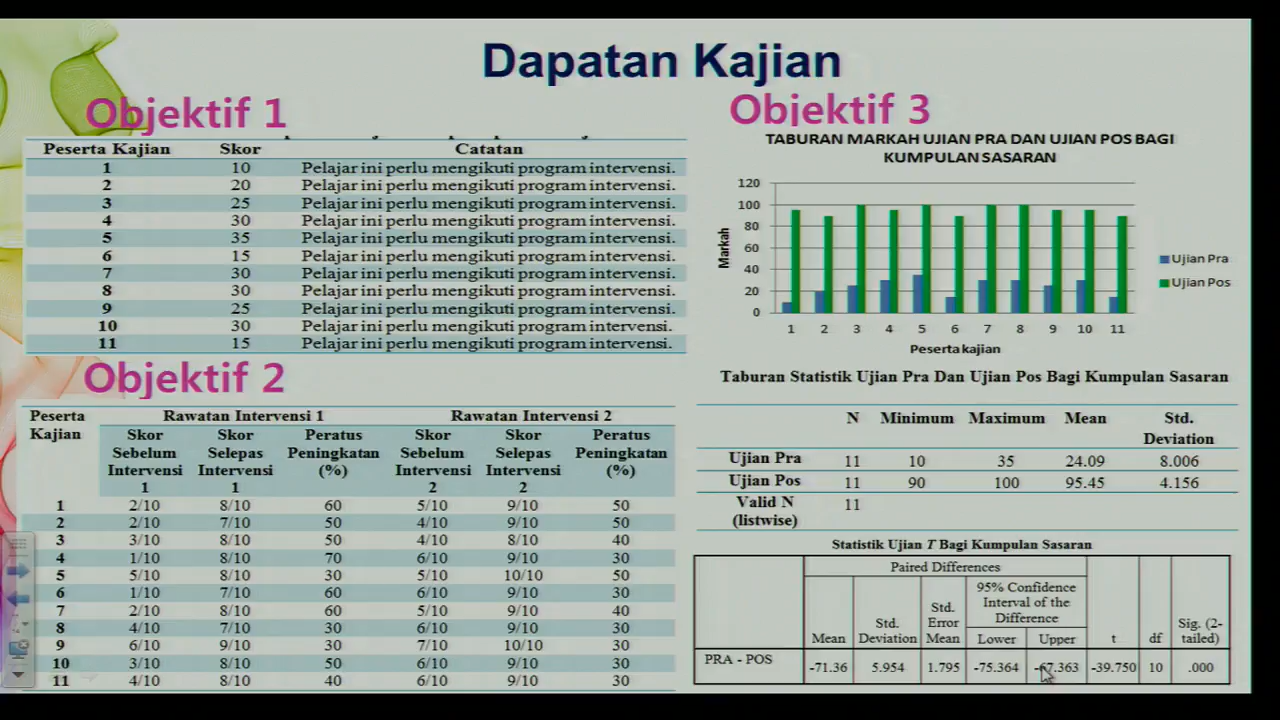 Dapatan Kajian
Objektif 1
Peserta Kajian Skor Catatan
1 10 Pelajar ini perlu mengikuti program intervensi.
2 20 Pelajar ini perlu mengikuti program intervensi.
3 25 Pelajar ini perlu mengikuti program intervensi.
4 30 Pelajar ini perlu mengikuti program intervensi.
5 35 Pelajar ini perlu mengikuti program intervensi.
6 15 Pelajar ini perlu mengikuti program intervensi.
7 30 Pelajar ini perlu mengikuti program intervensi.
8 30 Pelajar ini perlu mengikuti program intervensi.
9 25 Pelajar ini perlu mengikuti program intervensi.
10 30 Pelajar ini perlu mengikuti program intervensi.
11 15 Pelajar ini perlu mengikuti program intervensi.
Objektif 2
Peserta Rawatan Intervensi 1 Rawatan Intervensi 2
Kajian Skor Skor Peratus Skor Skor Peratus
Sebelum Selepas Peningkatan Sebelum Selepas Peningkatan
Intervensi Intervensi (%) Intervensi Intervensi (%)
1 1 2 2
1 2/10 8/10 60 5/10 9/10 50
2 2/10 7/10 50 4/10 9/10 50
3 3/10 8/10 50 4/10 8/10 40
4 1/10 8/10 70 6/10 9/10 30
5 5/10 8/10 30 5/10 10/10 50
6 1/10 7/10 60 6/10 9/10 30
7 2/10 8/10 60 5/10 9/10 40
8 4/10 7/10 30 6/10 9/10 30
9 6/10 9/10 30 7/10 10/10 30
10 3/10 8/10 50 6/10 9/10 30
11 4/10 8/10 40 6/10 9/10 30
Objektif 3
TABURAN MARKAH UJIAN PRA DAN UJIAN POS BAGI
KUMPULAN SASARAN
120
100
80
60
40
20
0
Markah
1 2 3 4 5 6 7 8 9 10 11
Peserta kajian
Ujian Pra
Ujian Pos
Taburan Statistik Ujian Pra Dan Ujian Pos Bagi Kumpulan Sasaran
N Minimum Maximum Mean Std.
Deviation
Ujian Pra 11 10 35 24.09 8.006
Ujian Pos 11 90 100 95.45 4.156
Valid N 11
(listwise)
Statistik Ujian T Bagi Kumpulan Sasaran
Paired Differences
95% Confidence
Interval of the
Difference
Mean Std. Deviation Std. Error Mean Lower Upper t df Sig. (2-tailed)
PRA - POS -71.36 5.954 1.795 -75.364 -67.363 -39.750 10 .000